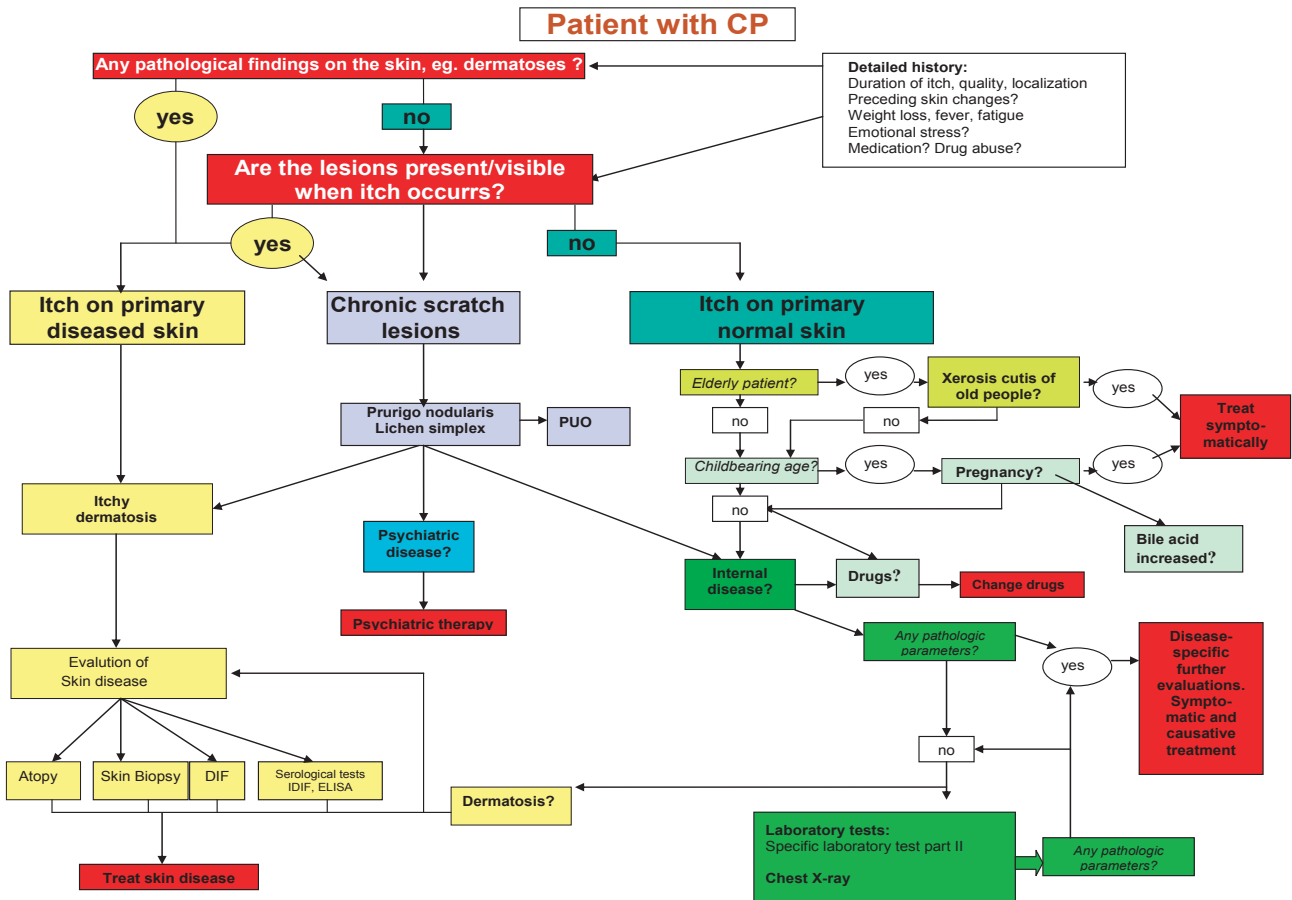 Patient with CP
Any pathological findings on the skin, eg. dermatoses ?
Detailed history:
Duration of itch, quality, localization
Preceding skin changes?
Weight loss, fever, fatigue
Emotional stress?
Medication? Drug abuse?
yes
no
Are the lesions present/visible
when itch occurrs?
yes
no
Itch on primary
diseased skin
Chronic scratch
lesions
Itch on primary
normal skin
Elderly patient?
yes
Xerosis cutis of
old people?
yes
no
no
Treat
sympto-
matically
Prurigo nodularis
Lichen simplex
PUO
Childbearing age?
yes
Pregnancy?
yes
no
Itchy
dermatosis
Psychiatric
disease?
Bile acid
increased?
Internal
disease?
Drugs?
Change drugs
Psychiatric therapy
Any pathologic
parameters?
yes
Disease-
specific
further
evaluations.
Sympto-
matic and
causative
treatment
Evalution of
Skin disease
no
Atopy
Skin Biopsy
DIF
Serological tests
IDIF, ELISA
Dermatosis?
Laboratory tests:
Specific laboratory test part II
Chest X-ray
Any pathologic
parameters?
Treat skin disease